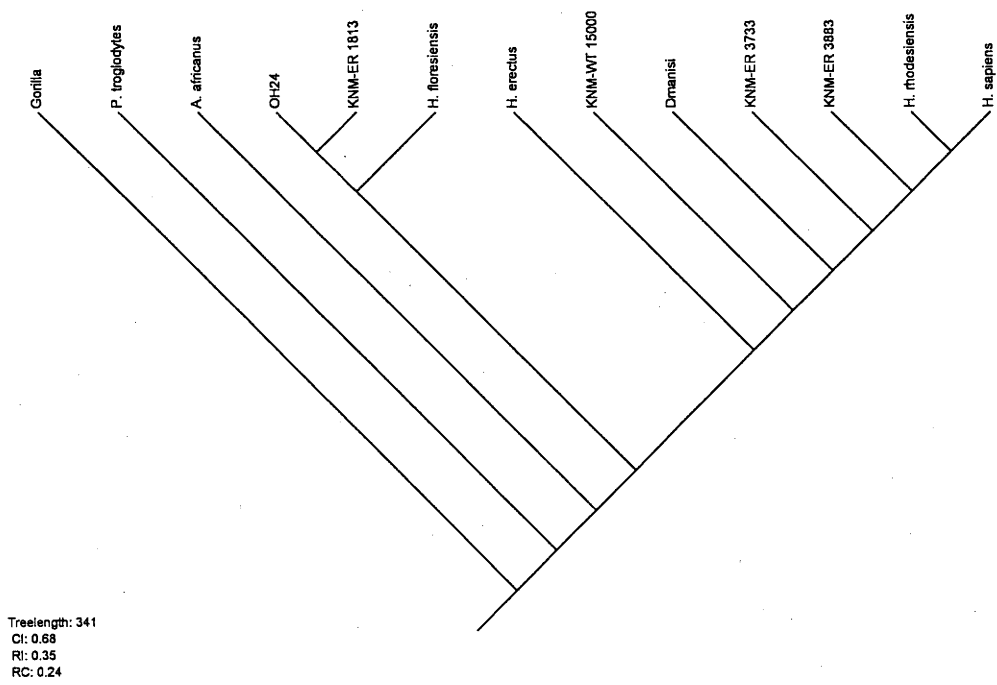 Gorilla
P. troglodytes
A. africanus
OH24
KNM-ER 1813
H. floresiensis
H. erectus
KNM-WT 15000
Dmanisi
KNM-ER 3733
KNM-ER 3883
H. rhodesiensis
H. sapiens
Treelength: 341
CI: 0.68
RI: 0.35
RC: 0.24